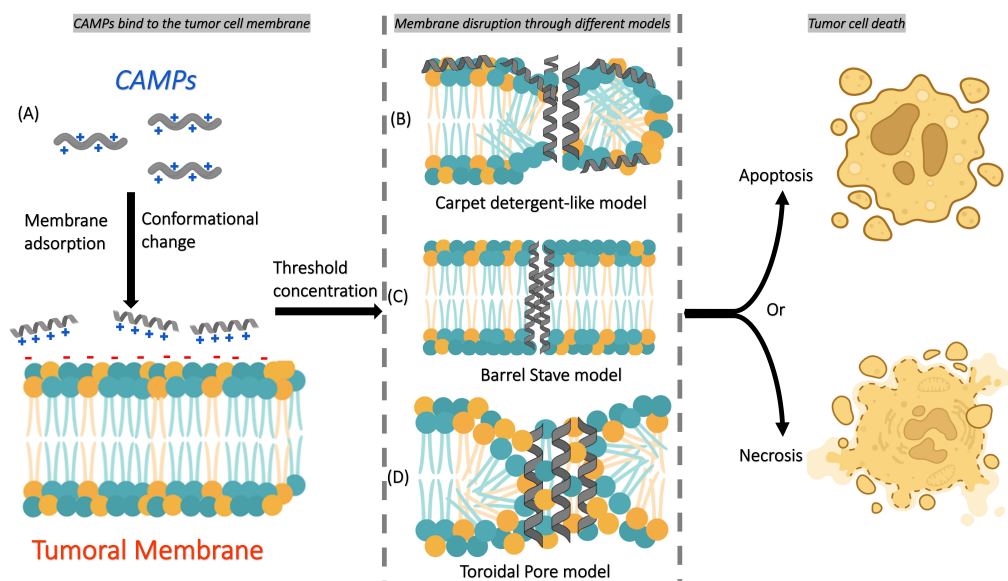 CAMPs bind to the tumor cell membrane
Membrane disruption through different models
Tumor cell death
CAMPs
(A)
+ +
+ +
+ +
+ +
+ +
+ +
Membrane
adsorption
Conformational
change
+ + + + +
+ + + + +
+ + + + +
- - - - - - - - - -
Tumoral Membrane
Threshold
concentration
(B)
Carpet detergent-like model
(C)
Barrel Stave model
(D)
Toroidal Pore model
Apoptosis
Or
Necrosis